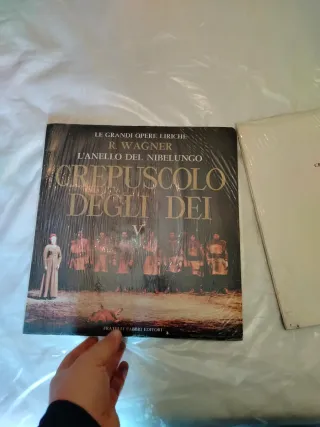 LE GRANDI OPERE LIRICHE
R. WAGNER
L'ANELLO DEL NIBELUNGO
CREPUSCOLO
DEGLI DEI
V
FRATELLI FABBRI EDITORI